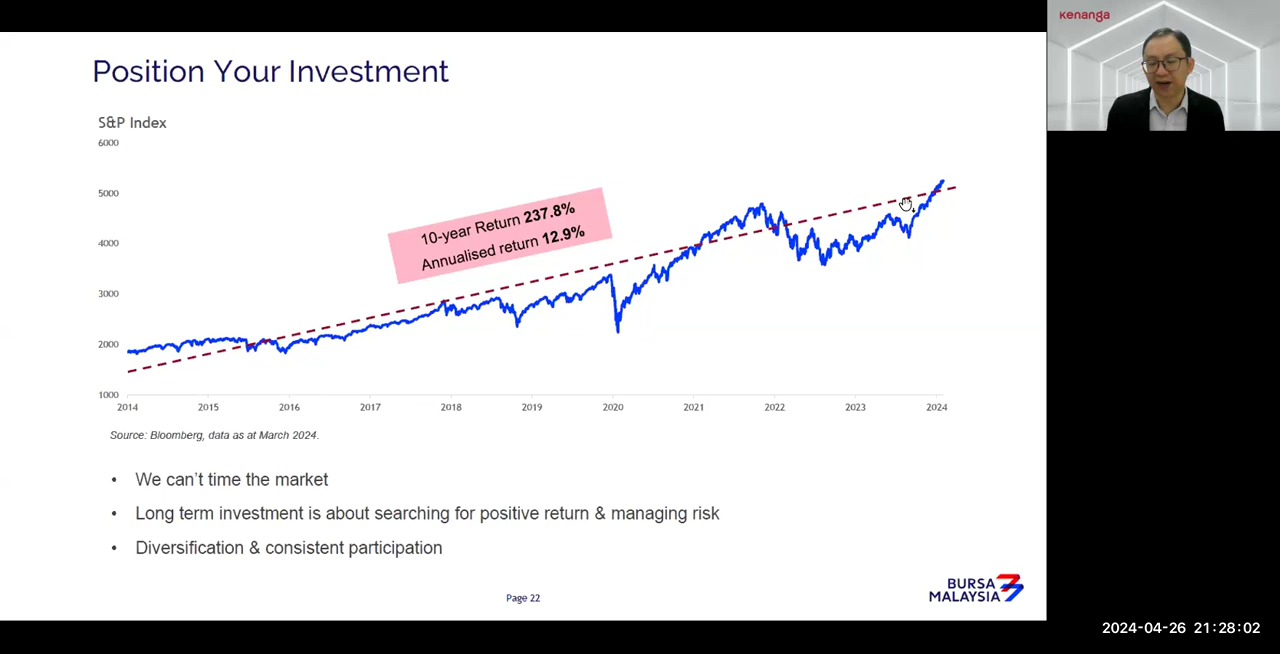 kenanga
Position Your Investment
S&P Index
6000
5000
4000
3000
2000
1000
10-year Return 237.8%
Annualised return 12.9%
2014 2015 2016 2017 2018 2019 2020 2021 2022 2023 2024
Source: Bloomberg, data as at March 2024.
• We can't time the market
• Long term investment is about searching for positive return & managing risk
• Diversification & consistent participation
Page 22
BURSA
MALAYSIA
2024-04-26 21:28:02